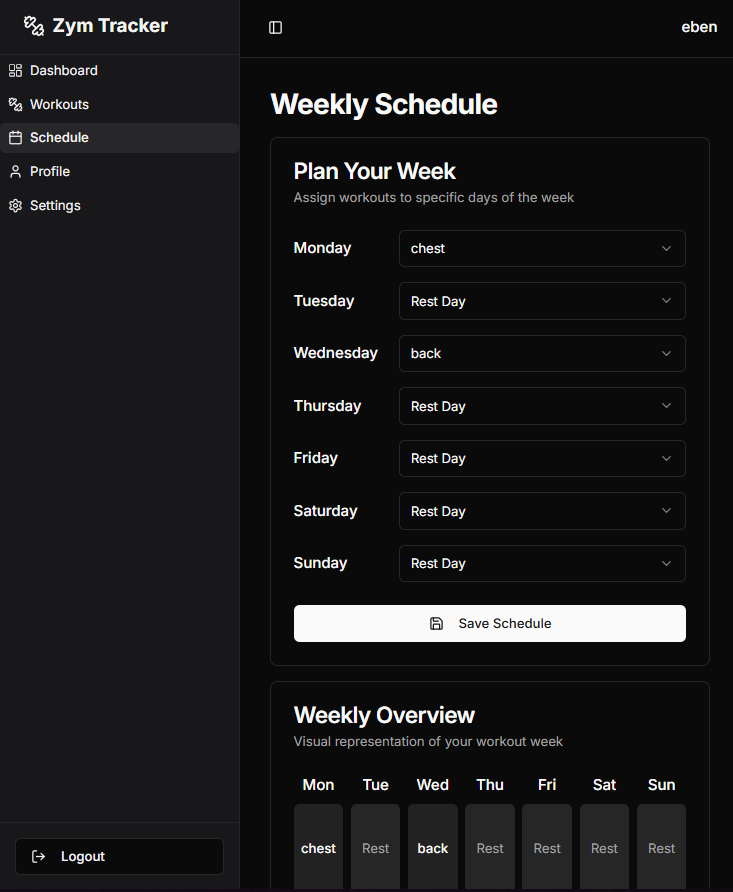 Zym Tracker
Dashboard
Workouts
Schedule
Profile
Settings
Logout
eben
Weekly Schedule
Plan Your Week
Assign workouts to specific days of the week
Monday chest
Tuesday Rest Day
Wednesday back
Thursday Rest Day
Friday Rest Day
Saturday Rest Day
Sunday Rest Day
Save Schedule
Weekly Overview
Visual representation of your workout week
Mon Tue Wed Thu Fri Sat Sun
chest Rest back Rest Rest Rest Rest